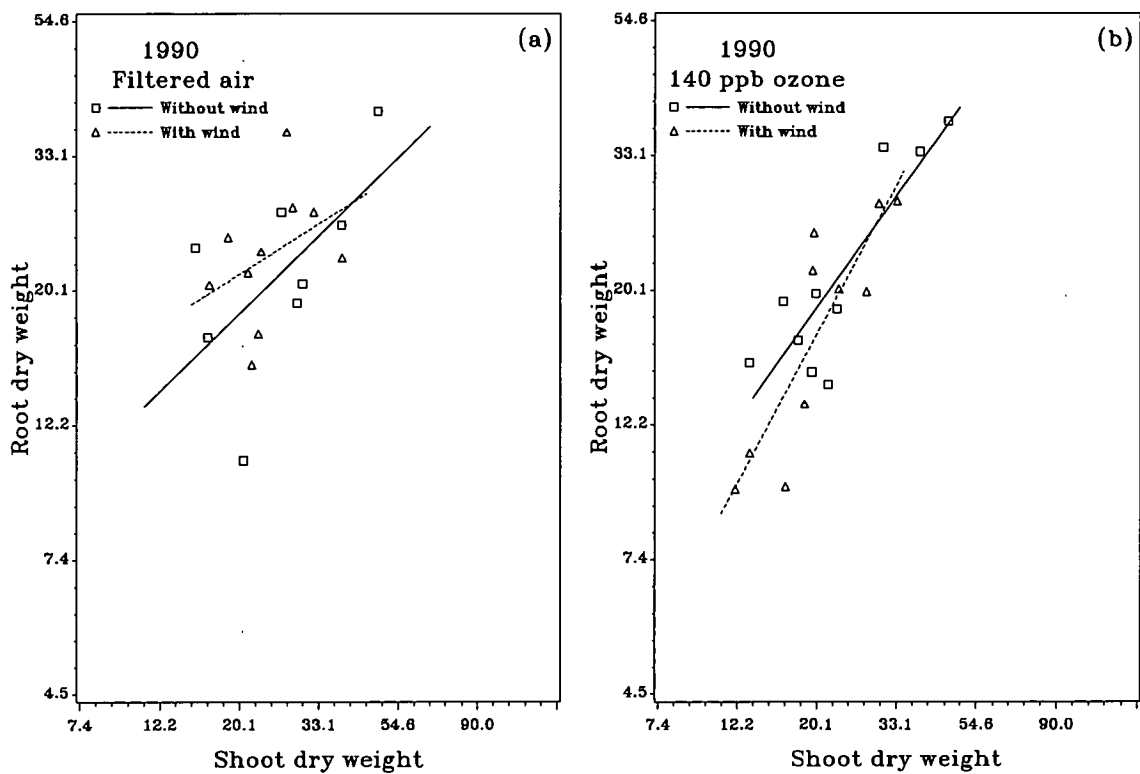 (a)
1990
Filtered air
Without wind
With wind
54.6
33.1
20.1
12.2
7.4
4.5
Root dry weight
7.4 12.2 20.1 33.1 54.6 80.0
Shoot dry weight
(b)
1990
140 ppb ozone
Without wind
With wind
54.6
33.1
20.1
12.2
7.4
4.5
Root dry weight
7.4 12.2 20.1 33.1 54.6 90.0
Shoot dry weight